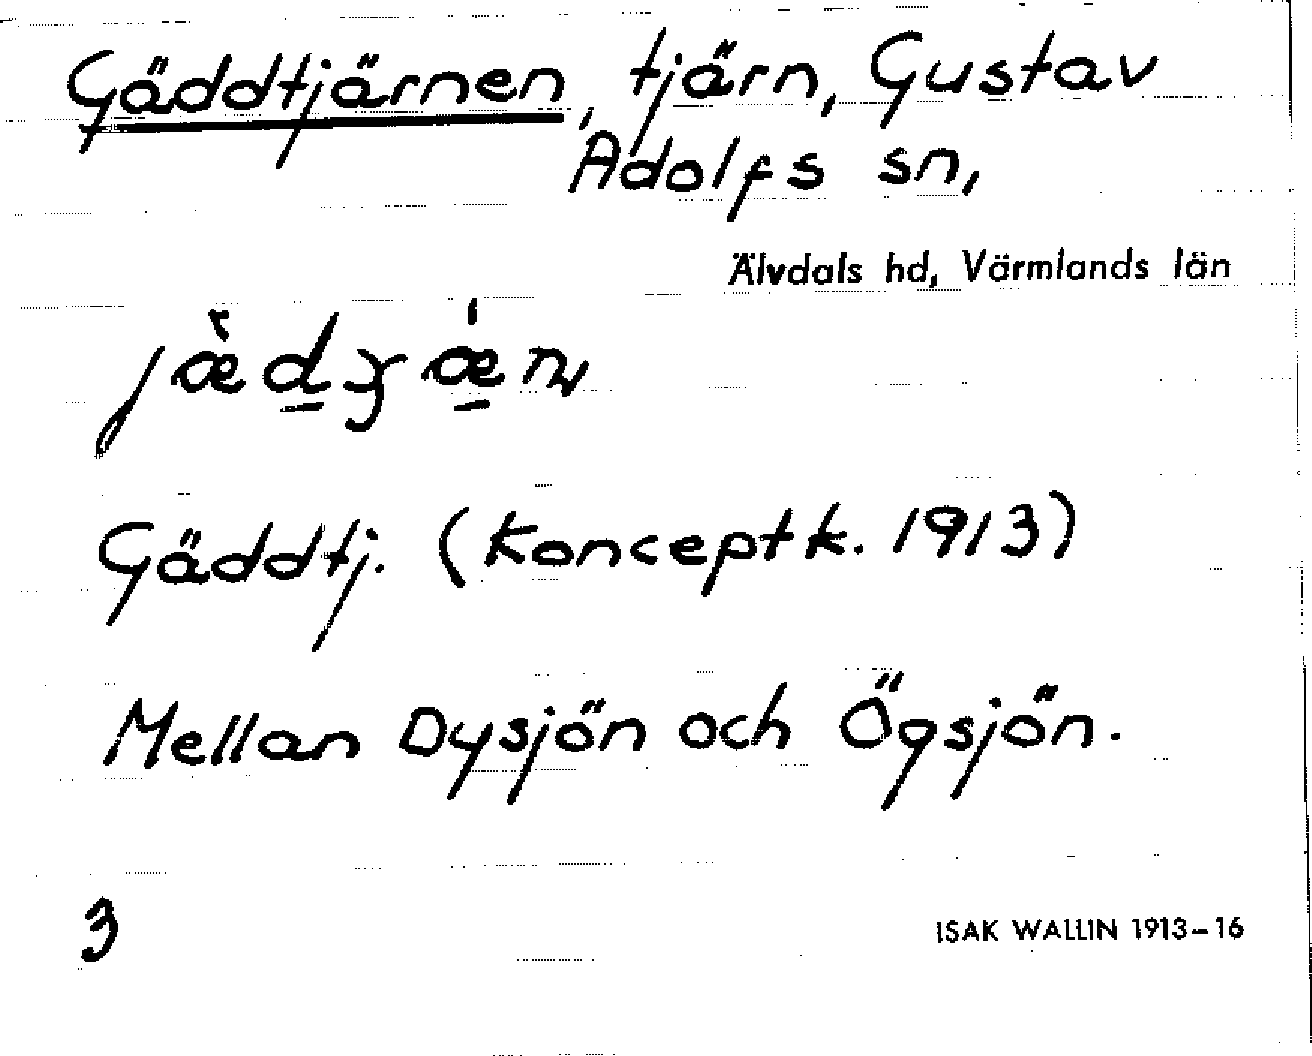 Gäddtjärnen, tjärn, Gustav
Adolfs sn,
Älvdals hd, Värmlands län
Gäddtj. (Konceptk. 1913)
Mellan Dysjön och Ögsjön.
3
ISAK WALLIN 1913-16